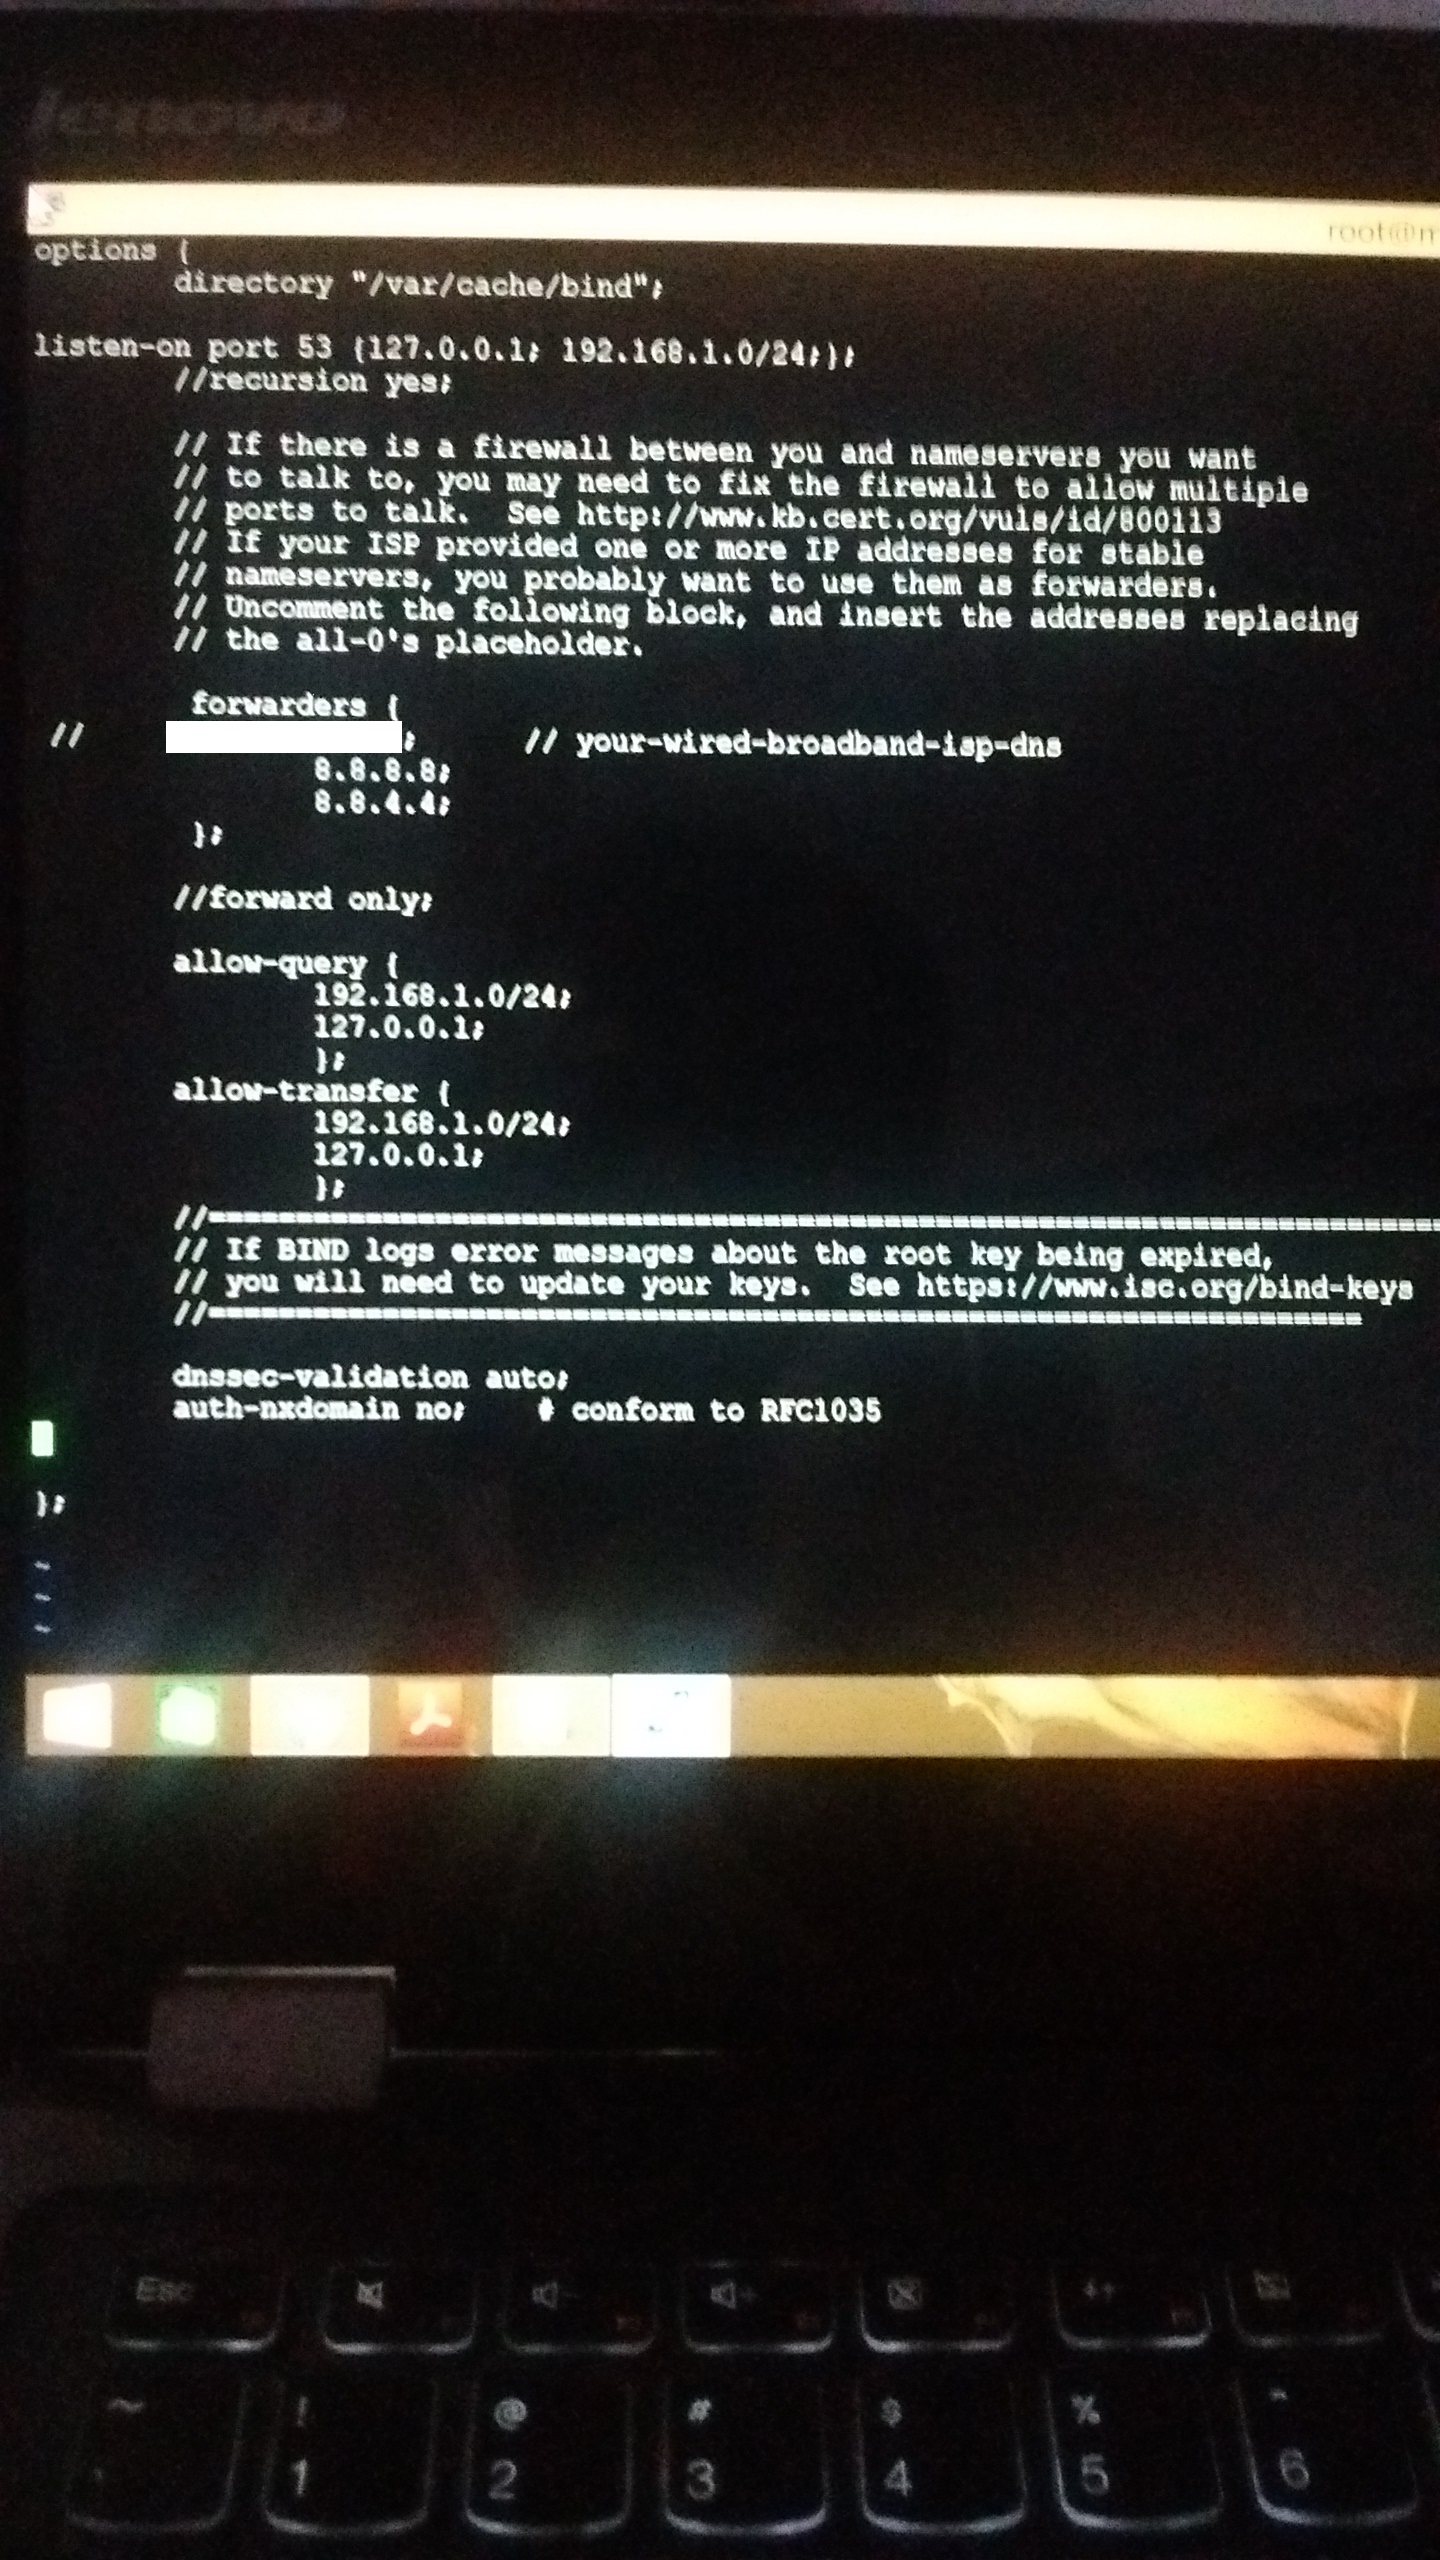 lenovo
root@m
options {
directory "/var/cache/bind";
listen-on port 53 {127.0.0.1; 192.168.1.0/24;};
//recursion yes;
// If there is a firewall between you and nameservers you want
// to talk to, you may need to fix the firewall to allow multiple
// ports to talk.  See http://www.kb.cert.org/vuls/id/800113
// If your ISP provided one or more IP addresses for stable
// nameservers, you probably want to use them as forwarders.
// Uncomment the following block, and insert the addresses replacing
// the all-0's placeholder.
forwarders {
// ; // your-wired-broadband-isp-dns
8.8.8.8;
8.8.4.4;
};
//forward only;
allow-query {
192.168.1.0/24;
127.0.0.1;
};
allow-transfer {
192.168.1.0/24;
127.0.0.1;
};
//========================================================================
// If BIND logs error messages about the root key being expired,
// you will need to update your keys.  See https://www.isc.org/bind-keys
//========================================================================
dnssec-validation auto;
auth-nxdomain no;    # conform to RFC1035
};
~
~
~
Esc
~ ! @ # $ %
1 2 3 4 5 6